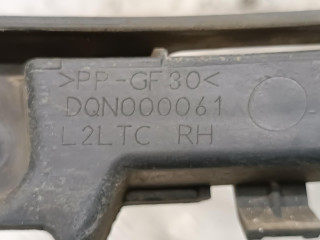 >PP-GF30<
DQN000061
L2LTC RH